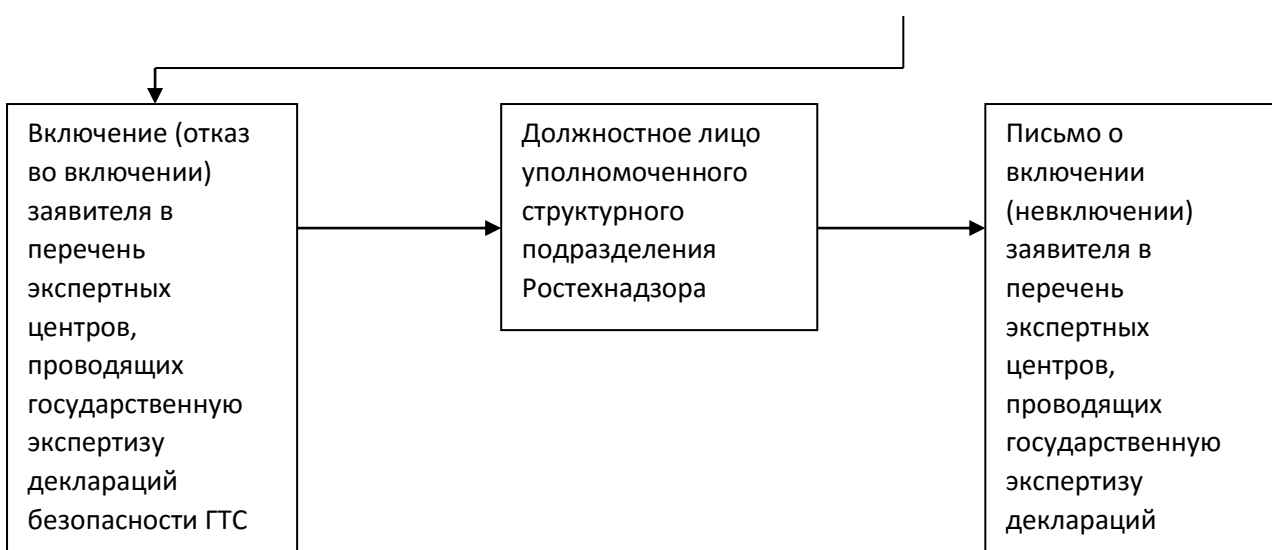 Включение (отказ
во включении)
заявителя в
перечень
экспертных
центров,
проводящих
государственную
экспертизу
деклараций
безопасности ГТС
Должностное лицо
уполномоченного
структурного
подразделения
Ростехнадзора
Письмо о
включении
(невключении)
заявителя в
перечень
экспертных
центров,
проводящих
государственную
экспертизу
деклараций